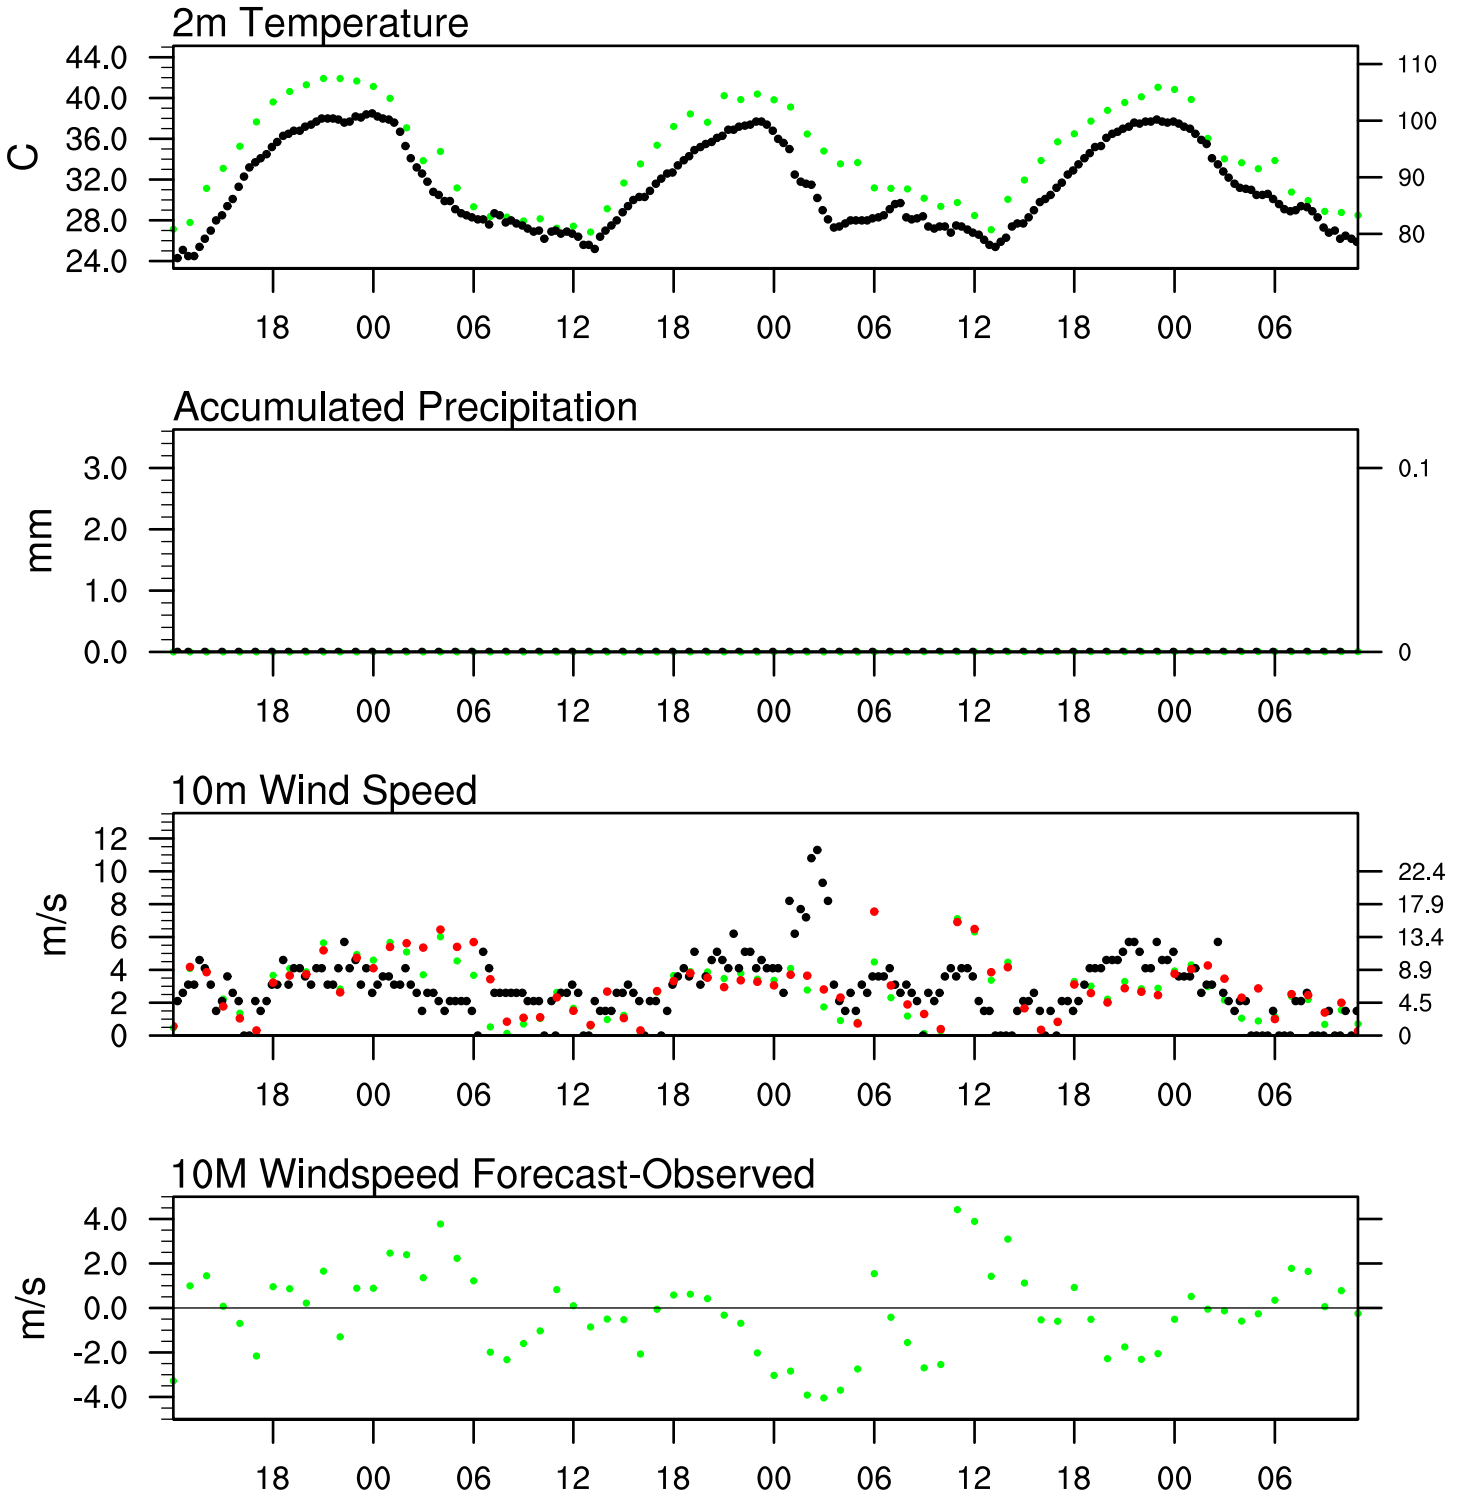 2m Temperature
44.0
40.0
36.0
32.0
28.0
24.0
C
110
100
90
80
18 00 06 12 18 00 06 12 18 00 06
Accumulated Precipitation
3.0
2.0
1.0
0.0
mm
0.1
0
18 00 06 12 18 00 06 12 18 00 06
10m Wind Speed
12
10
8
6
4
2
0
m/s
22.4
17.9
13.4
8.9
4.5
0
18 00 06 12 18 00 06 12 18 00 06
10M Windspeed Forecast-Observed
4.0
2.0
0.0
-2.0
-4.0
m/s
18 00 06 12 18 00 06 12 18 00 06